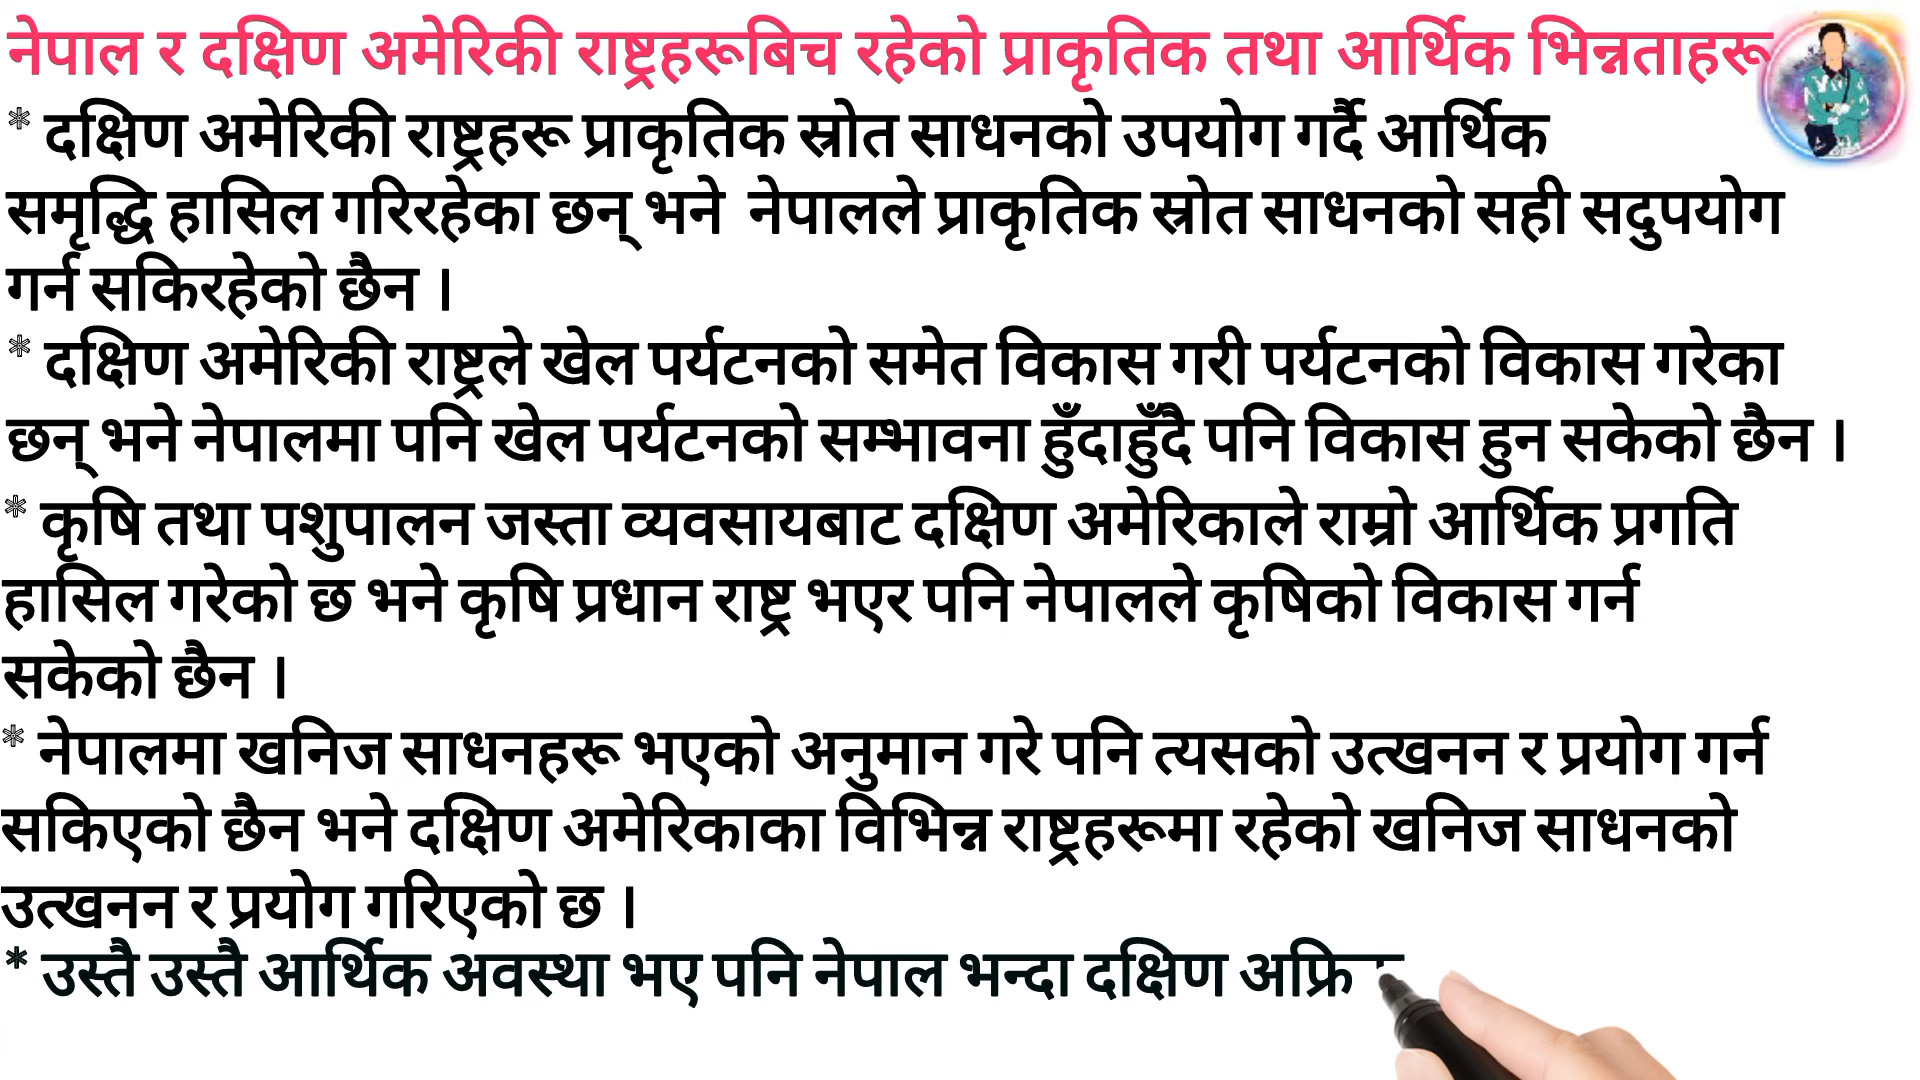 नेपाल र दक्षिण अमेरिकी राष्ट्रहरूबिच रहेको प्राकृतिक तथा आर्थिक भिन्नताहरू
* दक्षिण अमेरिकी राष्ट्रहरू प्राकृतिक स्रोत साधनको उपयोग गर्दै आर्थिक
समृद्धि हासिल गरिरहेका छन् भने नेपालले प्राकृतिक स्रोत साधनको सही सदुपयोग
गर्न सकिरहेको छैन ।
* दक्षिण अमेरिकी राष्ट्रले खेल पर्यटनको समेत विकास गरी पर्यटनको विकास गरेका
छन् भने नेपालमा पनि खेल पर्यटनको सम्भावना हुँदाहुँदै पनि विकास हुन सकेको छैन ।
* कृषि तथा पशुपालन जस्ता व्यवसायबाट दक्षिण अमेरिकाले राम्रो आर्थिक प्रगति
हासिल गरेको छ भने कृषि प्रधान राष्ट्र भएर पनि नेपालले कृषिको विकास गर्न
सकेको छैन ।
* नेपालमा खनिज साधनहरू भएको अनुमान गरे पनि त्यसको उत्खनन र प्रयोग गर्न
सकिएको छैन भने दक्षिण अमेरिकाका विभिन्न राष्ट्रहरूमा रहेको खनिज साधनको
उत्खनन र प्रयोग गरिएको छ ।
* उस्तै उस्तै आर्थिक अवस्था भए पनि नेपाल भन्दा दक्षिण